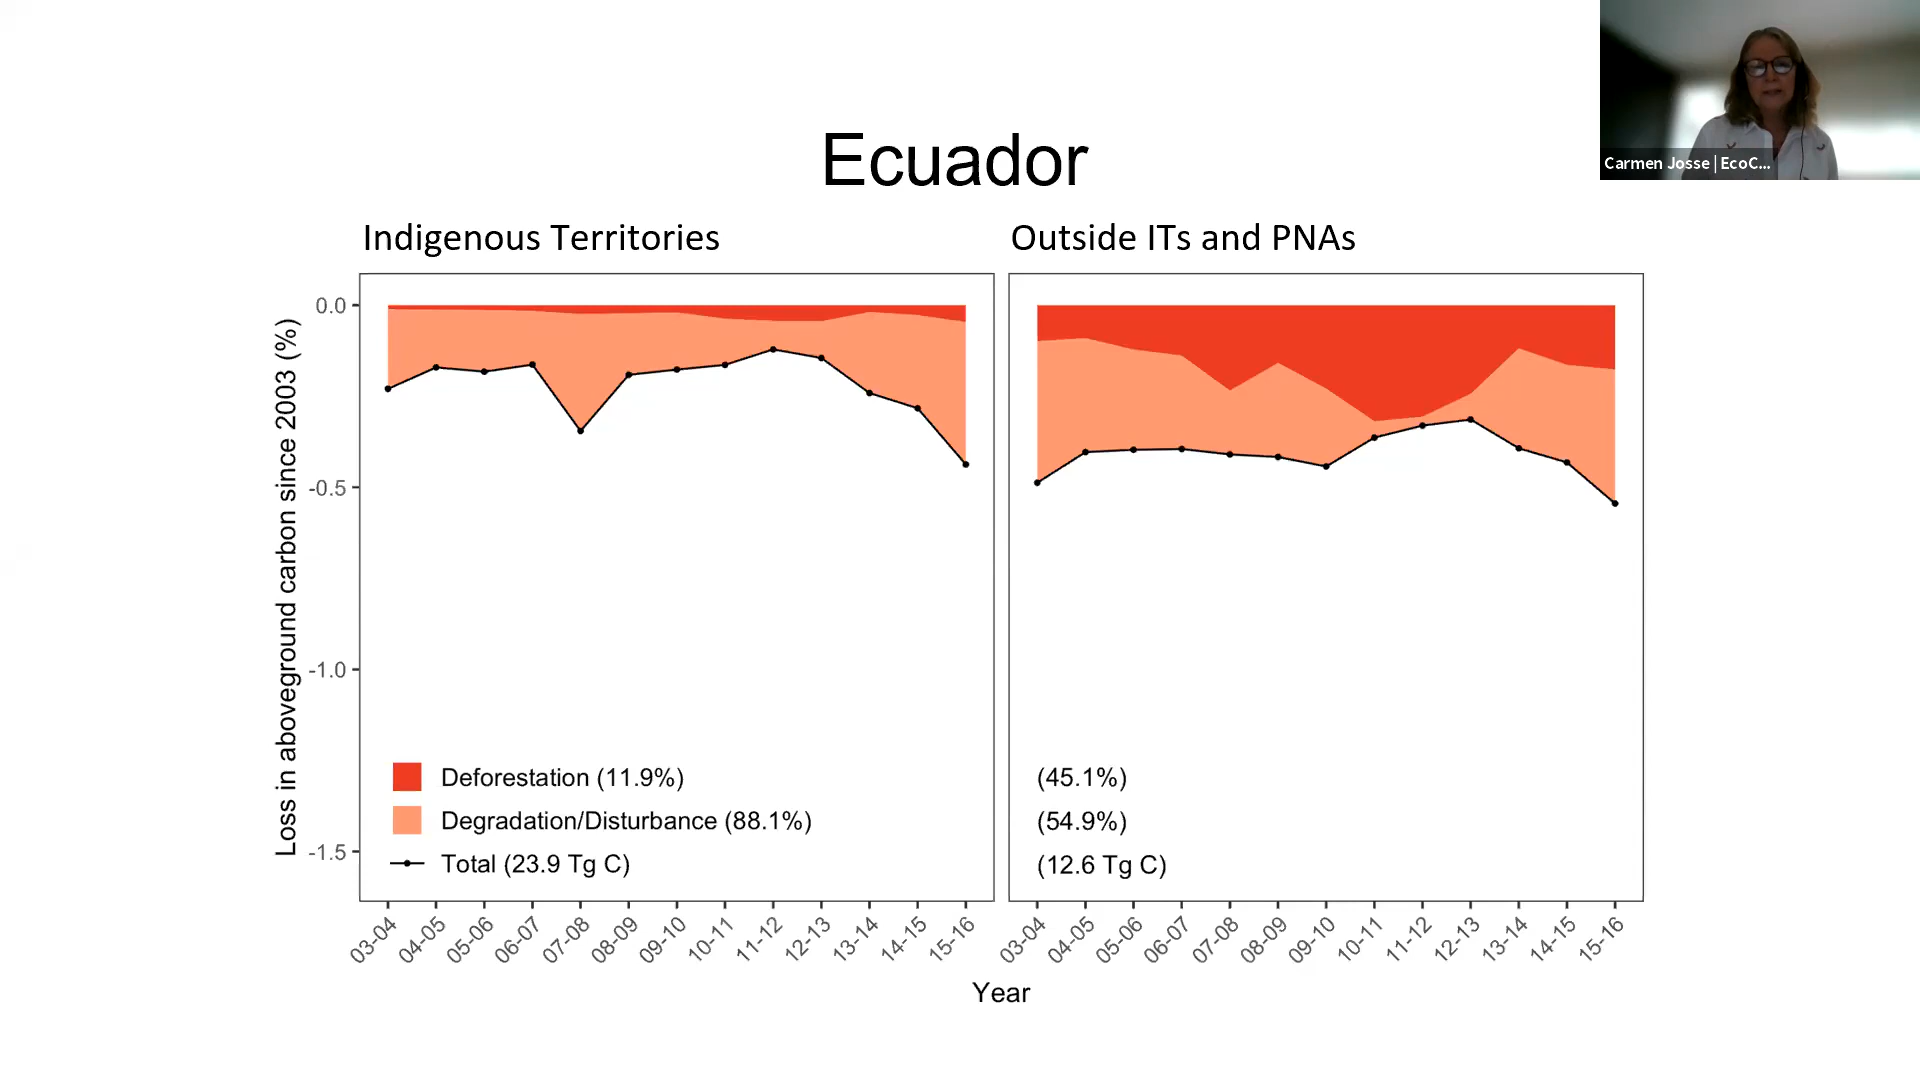 Carmen Josse | EcoC...
Ecuador
Indigenous Territories
Outside ITs and PNAs
Loss in aboveground carbon since 2003 (%)
0.0
-0.5
-1.0
-1.5
Deforestation (11.9%)
Degradation/Disturbance (88.1%)
Total (23.9 Tg C)
(45.1%)
(54.9%)
(12.6 Tg C)
03-04 04-05 05-06 06-07 07-08 08-09 09-10 10-11 11-12 12-13 13-14 14-15 15-16
03-04 04-05 05-06 06-07 07-08 08-09 09-10 10-11 11-12 12-13 13-14 14-15 15-16
Year